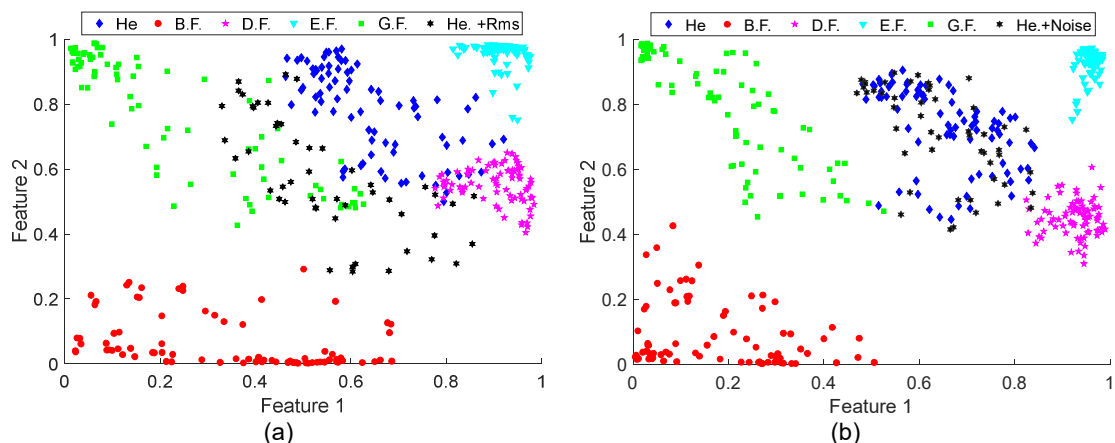 He B.F. D.F. E.F. G.F. He. +Rms
1
0.8
0.6
0.4
0.2
0
Feature 2
0 0.2 0.4 0.6 0.8 1
Feature 1
(a)
He B.F. D.F. E.F. G.F. He.+Noise
1
0.8
0.6
0.4
0.2
0
Feature 2
0 0.2 0.4 0.6 0.8 1
Feature 1
(b)